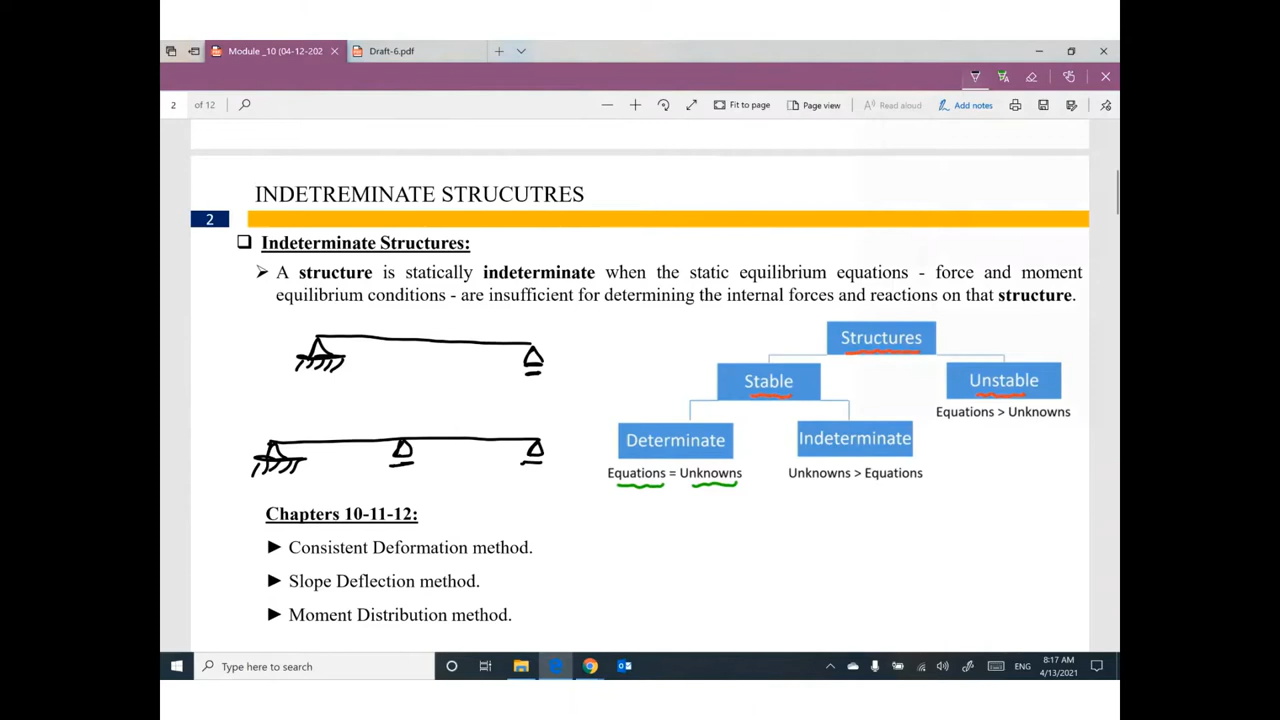 Module _10 (04-12-202
Draft-6.pdf
2 of 12
Fit to page
Page view
Read aloud
Add notes
INDETREMINATE STRUCUTRES
2
Indeterminate Structures:
A structure is statically indeterminate when the static equilibrium equations - force and moment
equilibrium conditions - are insufficient for determining the internal forces and reactions on that structure.
Structures
Stable
Unstable
Equations > Unknowns
Determinate
Indeterminate
Equations = Unknowns
Unknowns > Equations
Chapters 10-11-12:
► Consistent Deformation method.
► Slope Deflection method.
► Moment Distribution method.
Type here to search
ENG
8:17 AM
4/13/2021